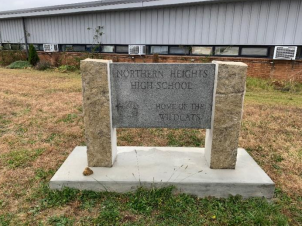 NORTHERN HEIGHTS
HIGH SCHOOL
HOME OF THE
WILDCATS